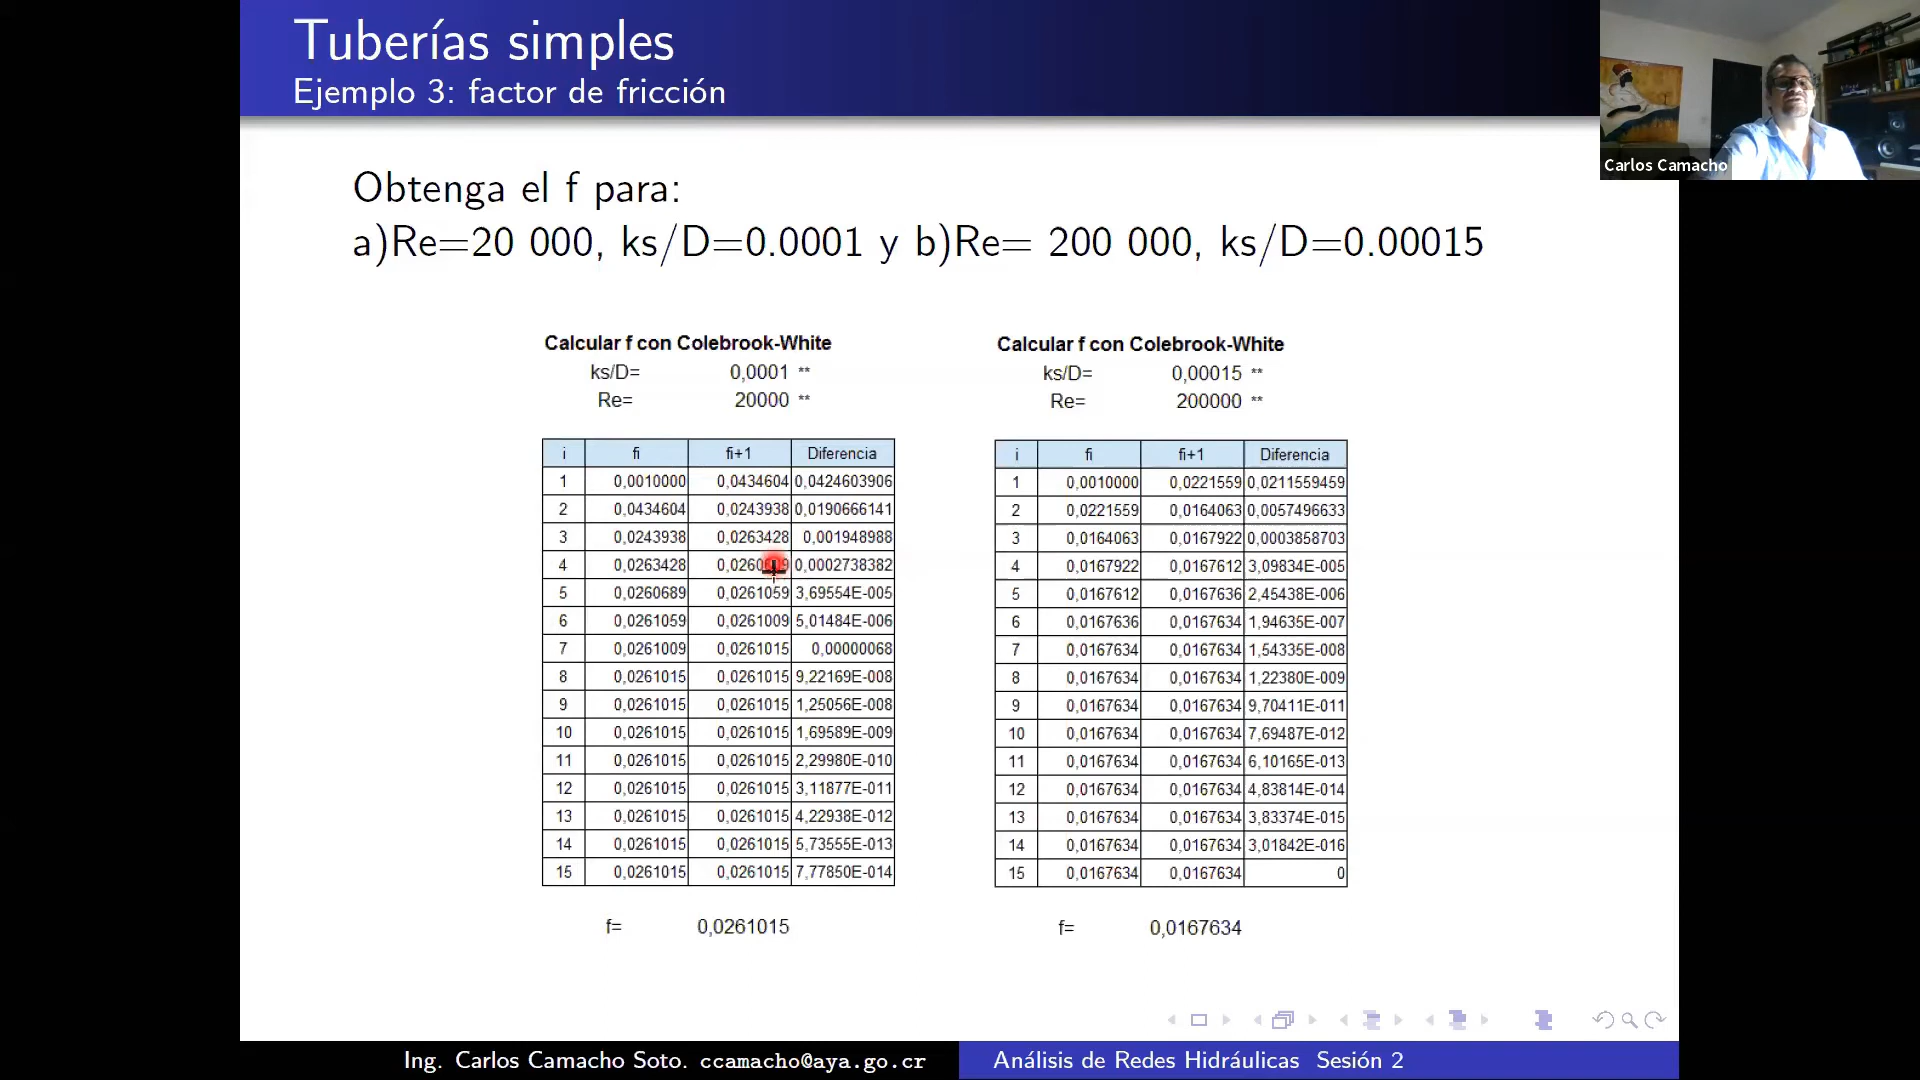 Tuberías simples
Ejemplo 3: factor de fricción
Carlos Camacho
Obtenga el f para:
a)Re=20 000, ks/D=0.0001 y b)Re= 200 000, ks/D=0.00015
Calcular f con Colebrook-White
ks/D= 0,0001 **
Re= 20000 **
i fi fi+1 Diferencia
1 0,0010000 0,0434604 0,0424603906
2 0,0434604 0,0243938 0,0190666141
3 0,0243938 0,0263428 0,001948988
4 0,0263428 0,0002738382
5 0,0260689 0,0261059 3,69554E-005
6 0,0261059 0,0261009 5,01484E-006
7 0,0261009 0,0261015 0,00000068
8 0,0261015 0,0261015 9,22169E-008
9 0,0261015 0,0261015 1,25056E-008
10 0,0261015 0,0261015 1,69589E-009
11 0,0261015 0,0261015 2,29980E-010
12 0,0261015 0,0261015 3,11877E-011
13 0,0261015 0,0261015 4,22938E-012
14 0,0261015 0,0261015 5,73555E-013
15 0,0261015 0,0261015 7,77850E-014
f= 0,0261015
Calcular f con Colebrook-White
ks/D= 0,00015 **
Re= 200000 **
i fi fi+1 Diferencia
1 0,0010000 0,0221559 0,0211559459
2 0,0221559 0,0164063 0,0057496633
3 0,0164063 0,0167922 0,0003858703
4 0,0167922 0,0167612 3,09834E-005
5 0,0167612 0,0167636 2,45438E-006
6 0,0167636 0,0167634 1,94635E-007
7 0,0167634 0,0167634 1,54335E-008
8 0,0167634 0,0167634 1,22380E-009
9 0,0167634 0,0167634 9,70411E-011
10 0,0167634 0,0167634 7,69487E-012
11 0,0167634 0,0167634 6,10165E-013
12 0,0167634 0,0167634 4,83814E-014
13 0,0167634 0,0167634 3,83374E-015
14 0,0167634 0,0167634 3,01842E-016
15 0,0167634 0,0167634 0
f= 0,0167634
Ing. Carlos Camacho Soto. ccamacho@aya.go.cr
Análisis de Redes Hidráulicas Sesión 2